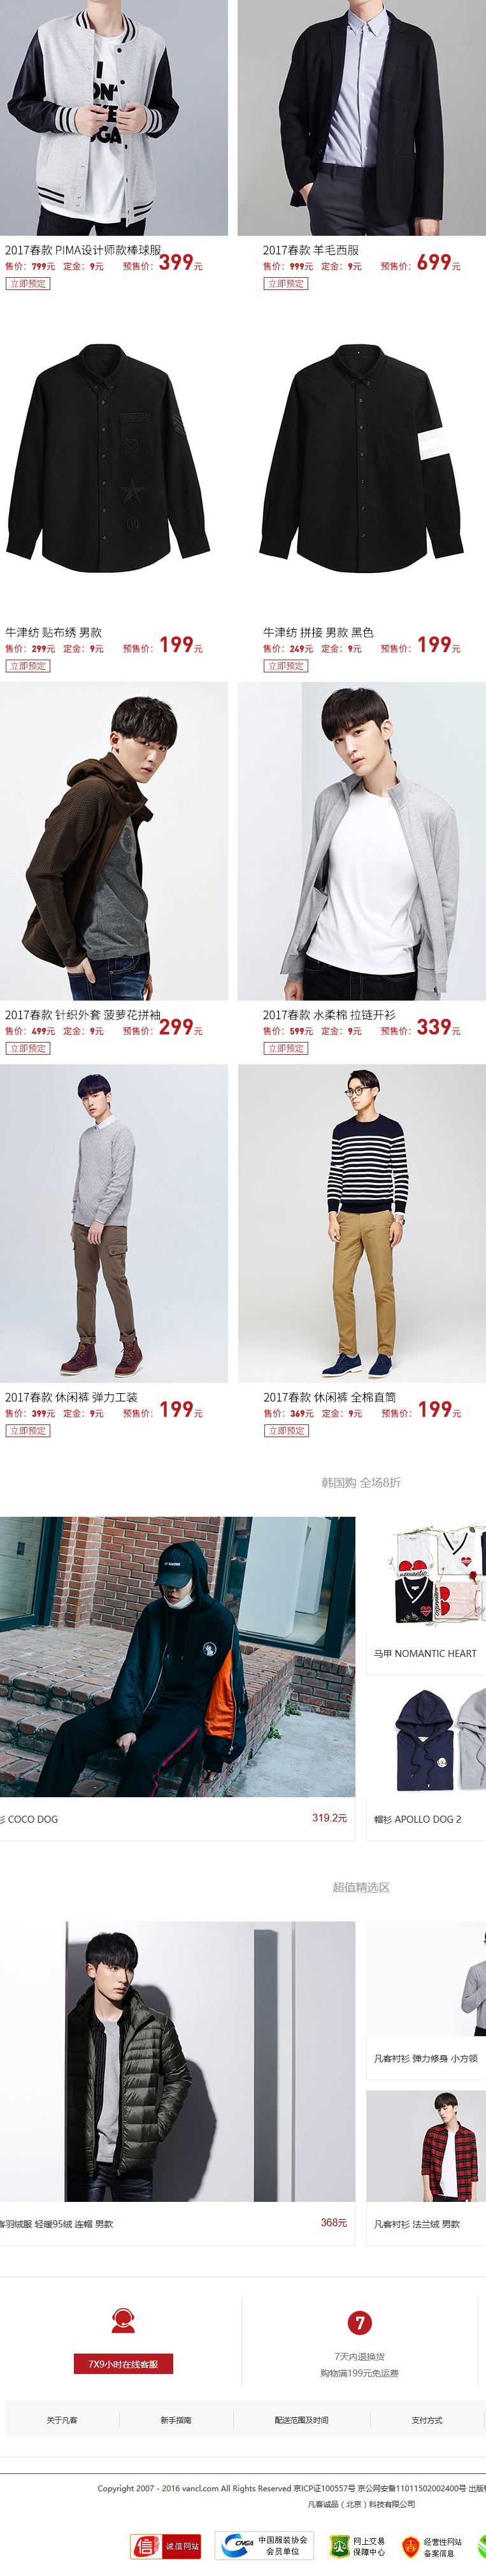 I
DON'
2017春款 PIMA设计师款棒球服
售价：799元 定金：9元 预售价：399元
立即预定
2017春款 羊毛西服
售价：999元 定金：9元 预售价：699元
立即预定
牛津纺 贴布绣 男款
售价：299元 定金：9元 预售价：199元
立即预定
牛津纺 拼接 男款 黑色
售价：249元 定金：9元 预售价：199元
立即预定
2017春款 针织外套 菠萝花拼袖
售价：499元 定金：9元 预售价：299元
立即预定
2017春款 水柔棉 拉链开衫
售价：599元 定金：9元 预售价：339元
立即预定
2017春款 休闲裤 弹力工装
售价：399元 定金：9元 预售价：199元
立即预定
2017春款 休闲裤 全棉直筒
售价：369元 定金：9元 预售价：199元
立即预定
韩国购 全场8折
马甲 NOMANTIC HEART
衫 COCO DOG
319.2元
帽衫 APOLLO DOG 2
超值精选区
凡客衬衫 弹力修身 小方领
客羽绒服 轻暖95绒 连帽 男款
368元
凡客衬衫 法兰绒 男款
7X9小时在线客服
7
7天内退换货
购物满199元免运费
关于凡客
新手指南
配送范围及时间
支付方式
Copyright 2007 - 2016 vancl.com All Rights Reserved 京ICP证100557号 京公网安备11011502002400号 出版
凡客诚品（北京）科技有限公司
信 诚信网站
CNGA 中国服装协会
会员单位
网上交易
保障中心
经营性网站
备案信息